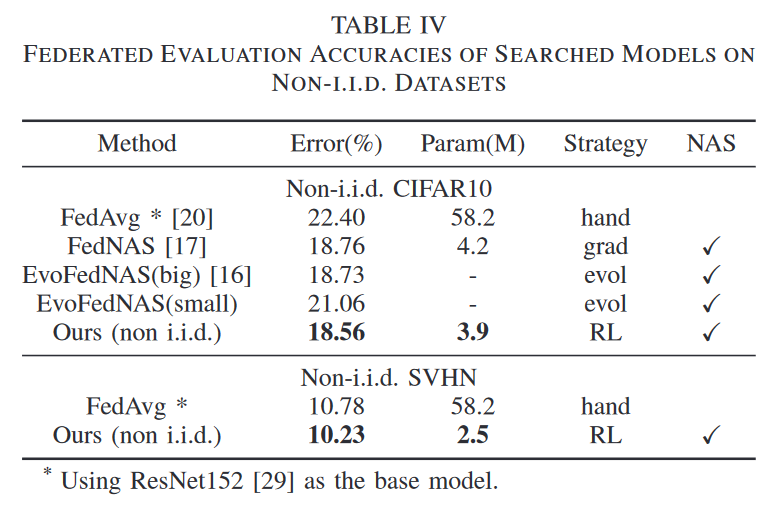 TABLE IV
FEDERATED EVALUATION ACCURACIES OF SEARCHED MODELS ON
NON-I.I.D. DATASETS
Method Error(%) Param(M) Strategy NAS
Non-i.i.d. CIFAR10
FedAvg * [20] 22.40 58.2 hand
FedNAS [17] 18.76 4.2 grad ✓
EvoFedNAS(big) [16] 18.73 - evol ✓
EvoFedNAS(small) 21.06 - evol ✓
Ours (non i.i.d.) 18.56 3.9 RL ✓
Non-i.i.d. SVHN
FedAvg * 10.78 58.2 hand
Ours (non i.i.d.) 10.23 2.5 RL ✓
* Using ResNet152 [29] as the base model.